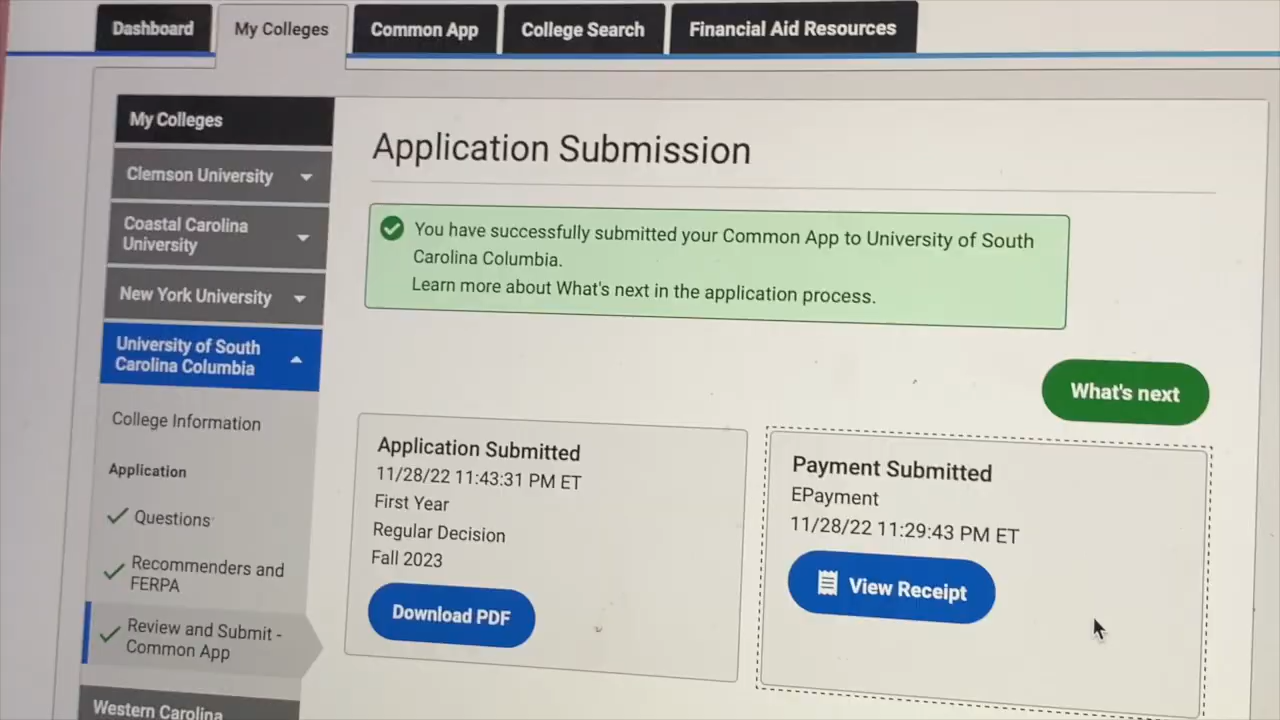 Dashboard
My Colleges
Common App
College Search
Financial Aid Resources
My Colleges
Clemson University
Coastal Carolina
University
New York University
University of South
Carolina Columbia
College Information
Application
Questions
Recommenders and
FERPA
Review and Submit -
Common App
Western Carolina
Application Submission
You have successfully submitted your Common App to University of South
Carolina Columbia.
Learn more about What's next in the application process.
What's next
Application Submitted
11/28/22 11:43:31 PM ET
First Year
Regular Decision
Fall 2023
Download PDF
Payment Submitted
EPayment
11/28/22 11:29:43 PM ET
View Receipt